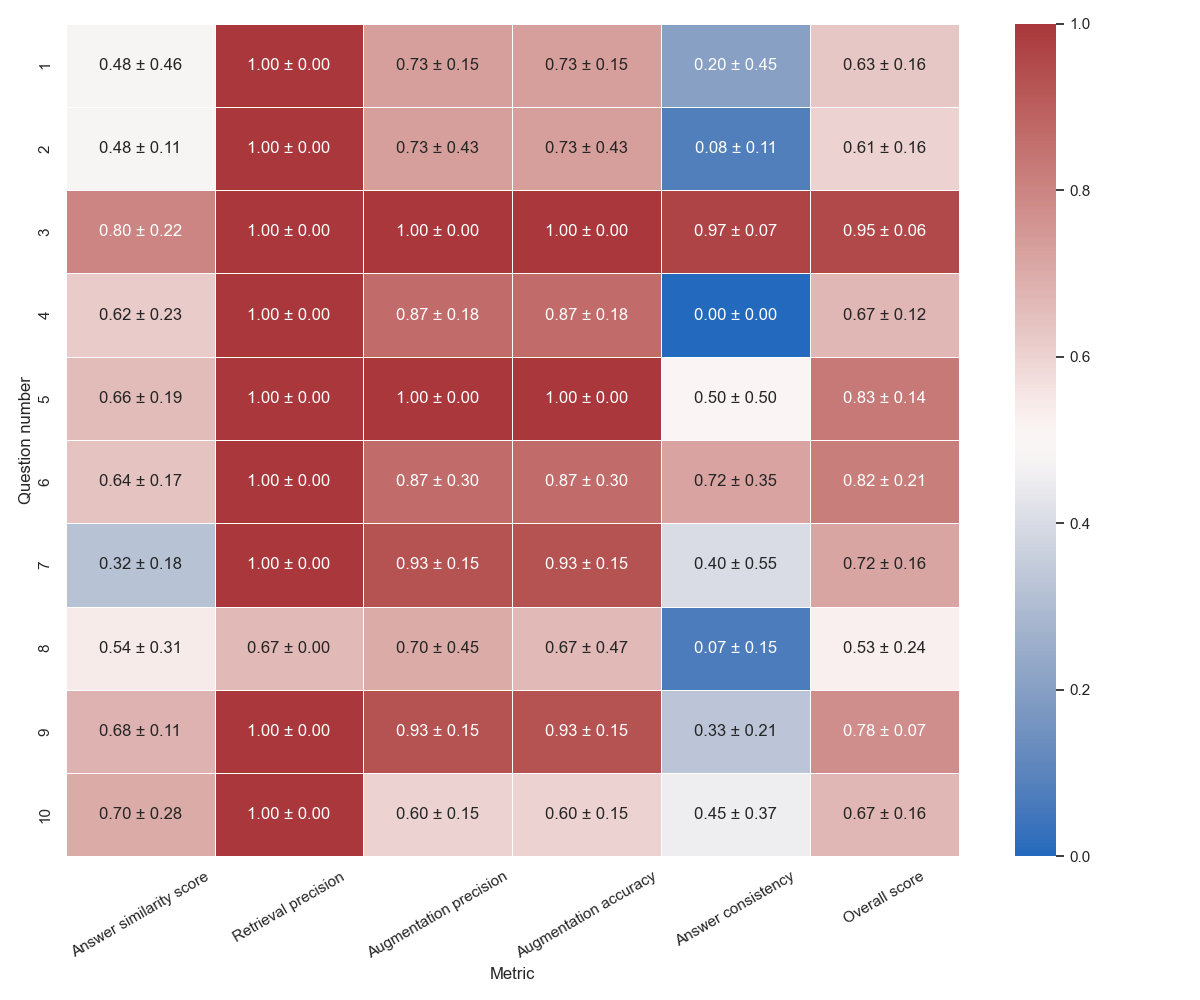 1 0.48 ± 0.46 1.00 ± 0.00 0.73 ± 0.15 0.73 ± 0.15 0.20 ± 0.45 0.63 ± 0.16
2 0.48 ± 0.11 1.00 ± 0.00 0.73 ± 0.43 0.73 ± 0.43 0.08 ± 0.11 0.61 ± 0.16
3 0.80 ± 0.22 1.00 ± 0.00 1.00 ± 0.00 1.00 ± 0.00 0.97 ± 0.07 0.95 ± 0.06
4 0.62 ± 0.23 1.00 ± 0.00 0.87 ± 0.18 0.87 ± 0.18 0.00 ± 0.00 0.67 ± 0.12
5 0.66 ± 0.19 1.00 ± 0.00 1.00 ± 0.00 1.00 ± 0.00 0.50 ± 0.50 0.83 ± 0.14
6 0.64 ± 0.17 1.00 ± 0.00 0.87 ± 0.30 0.87 ± 0.30 0.72 ± 0.35 0.82 ± 0.21
7 0.32 ± 0.18 1.00 ± 0.00 0.93 ± 0.15 0.93 ± 0.15 0.40 ± 0.55 0.72 ± 0.16
8 0.54 ± 0.31 0.67 ± 0.00 0.70 ± 0.45 0.67 ± 0.47 0.07 ± 0.15 0.53 ± 0.24
9 0.68 ± 0.11 1.00 ± 0.00 0.93 ± 0.15 0.93 ± 0.15 0.33 ± 0.21 0.78 ± 0.07
10 0.70 ± 0.28 1.00 ± 0.00 0.60 ± 0.15 0.60 ± 0.15 0.45 ± 0.37 0.67 ± 0.16
Question number
Answer similarity score
Retrieval precision
Augmentation precision
Augmentation accuracy
Answer consistency
Overall score
Metric
1.0
0.8
0.6
0.4
0.2
0.0